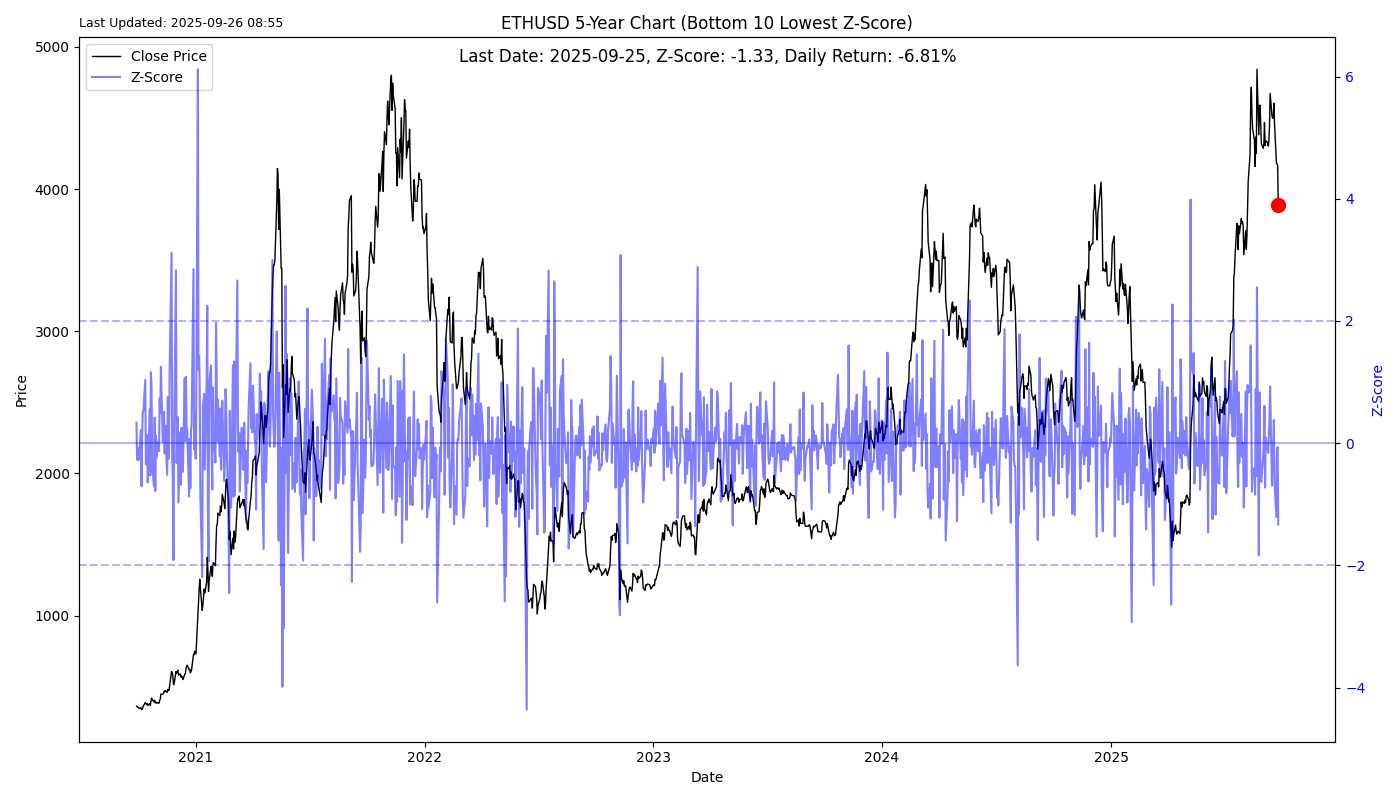 Last Updated: 2025-09-26 08:55
ETHUSD 5-Year Chart (Bottom 10 Lowest Z-Score)
Last Date: 2025-09-25, Z-Score: -1.33, Daily Return: -6.81%
Close Price
Z-Score
5000
4000
3000
2000
1000
Price
6
4
2
0
−2
−4
Z-Score
2021
2022
2023
2024
2025
Date